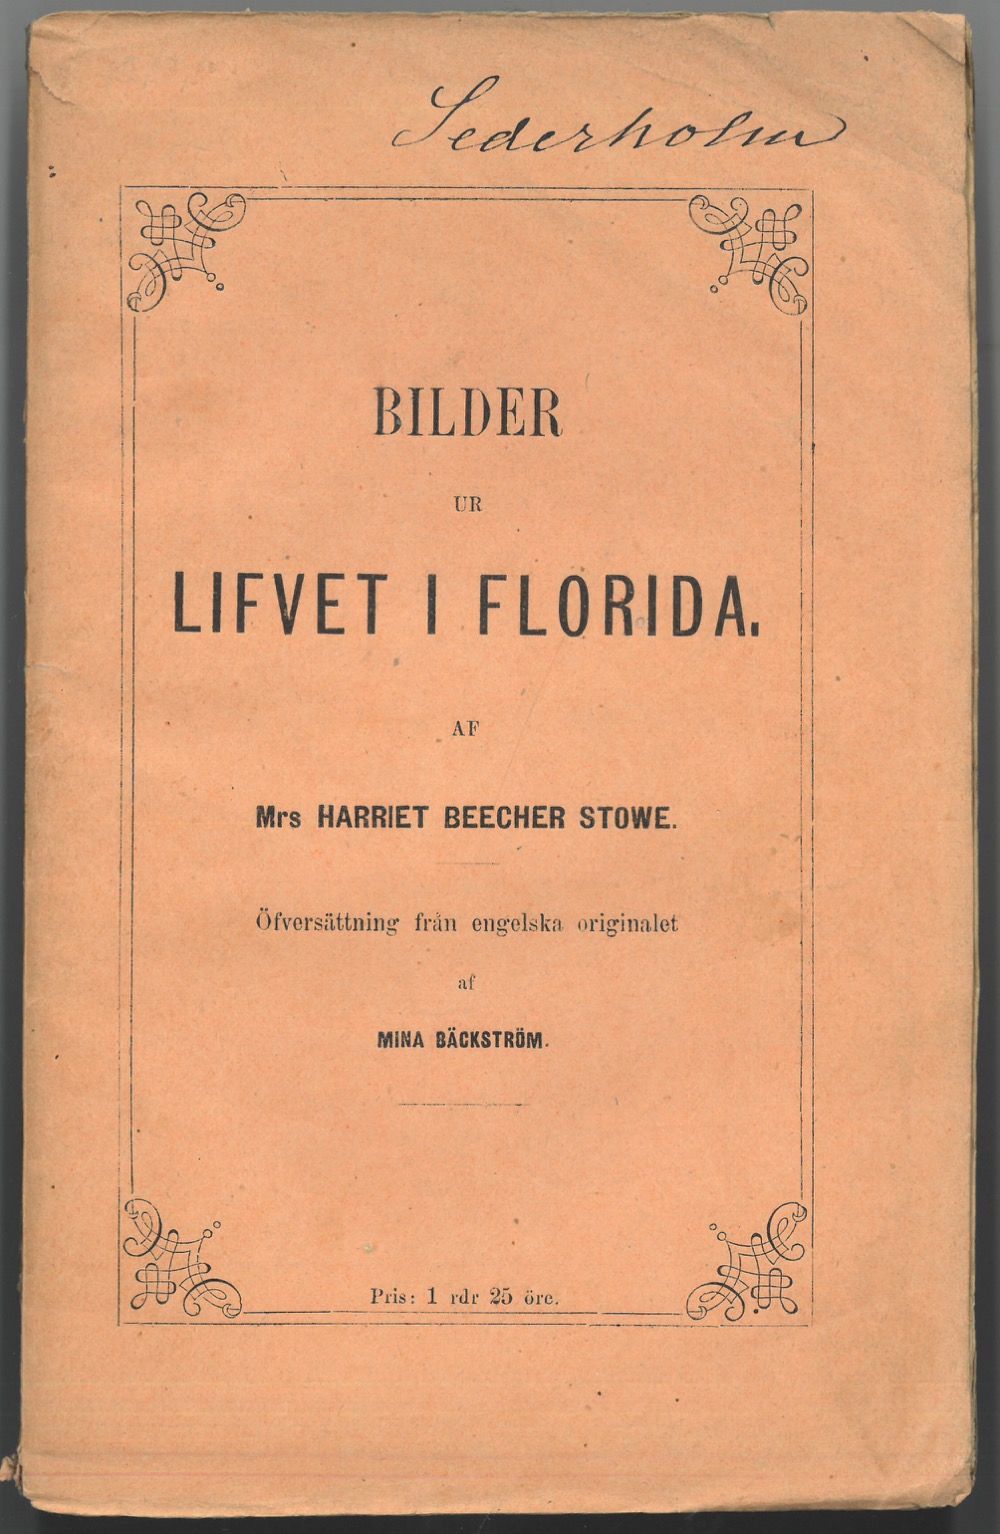 Sederholm
BILDER
UR
LIFVET I FLORIDA.
AF
Mrs HARRIET BEECHER STOWE.
Öfversättning från engelska originalet
af
MINA BÄCKSTRÖM.
Pris: 1 rdr 25 öre.